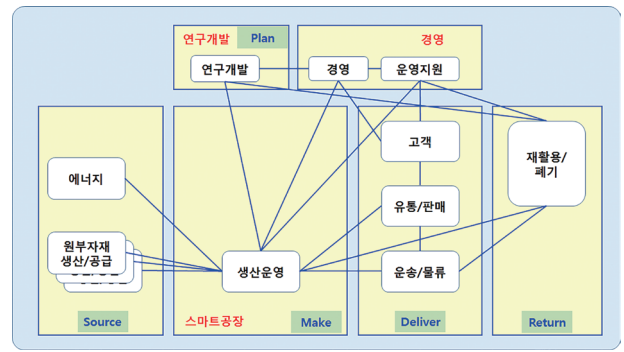 연구개발 Plan
경영
연구개발
경영
운영지원
고객
재활용/
폐기
에너지
유통/판매
원부자재
생산/공급
생산운영
운송/물류
Source
스마트공장 Make
Deliver
Return